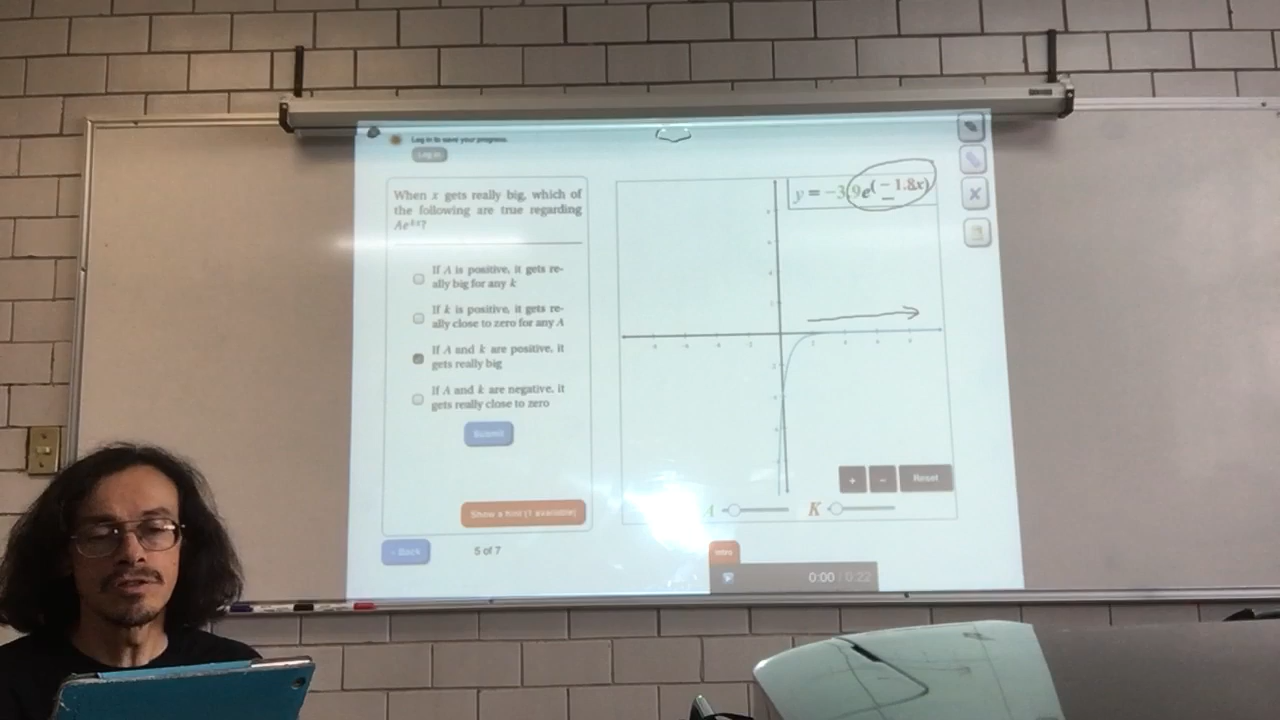 Log in to save your progress.
Log in
When x gets really big, which of
the following are true regarding
Ae^{kx}?
If A is positive, it gets re-
ally big for any k
If k is positive, it gets re-
ally close to zero for any A
If A and k are positive, it
gets really big
If A and k are negative, it
gets really close to zero
Submit
Show a hint (1 available)
- Back
5 of 7
y = −3.9e^{(−1.8x)}
+ - Reset
K
Intro
0:00 / 0:22